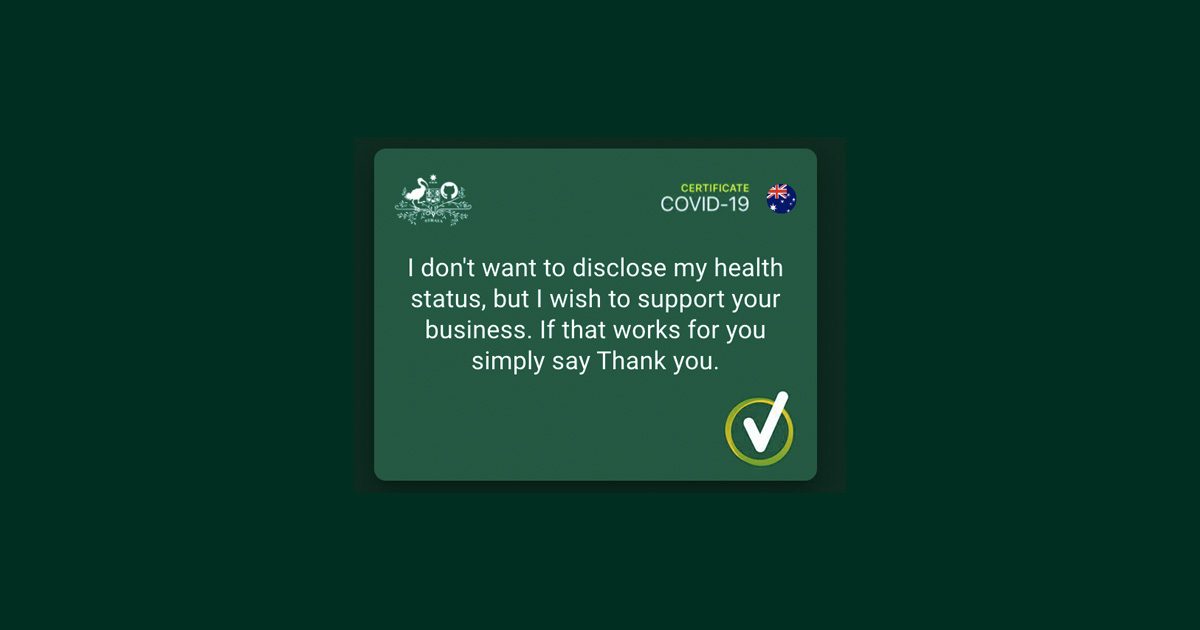 CERTIFICATE
COVID-19
I don't want to disclose my health
status, but I wish to support your
business. If that works for you
simply say Thank you.